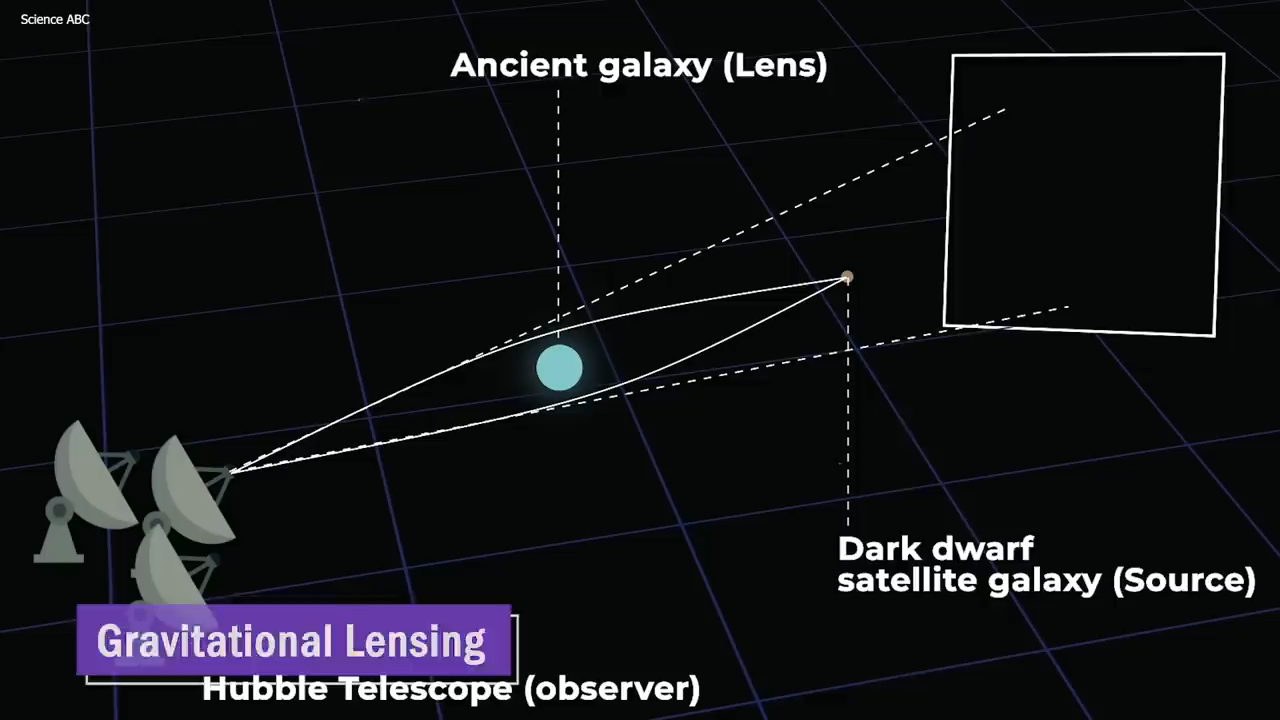 Science ABC
Ancient galaxy (Lens)
Dark dwarf
satellite galaxy (Source)
Gravitational Lensing
Hubble Telescope (observer)